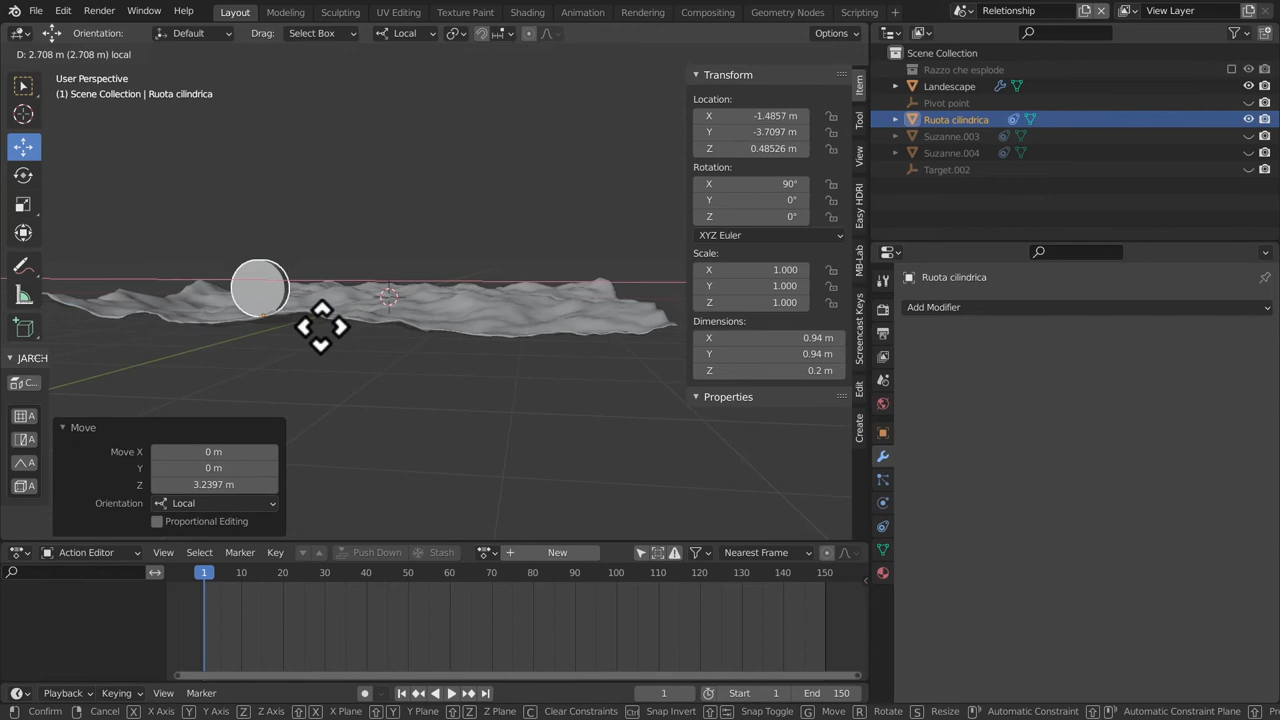 File Edit Render Window Help Layout Modeling Sculpting UV Editing Texture Paint Shading Animation Rendering Compositing Geometry Nodes Scripting Relationship View Layer
Orientation: Default Drag: Select Box Local Options
D: 2.708 m (2.708 m) local
User Perspective
(1) Scene Collection | Ruota cilindrica
JARCH
C...
A
A
A
A
Move
Move X 0 m
Y 0 m
Z 3.2397 m
Orientation Local
Proportional Editing
Transform
Location:
X -1.4857 m
Y -3.7097 m
Z 0.48526 m
Rotation:
X 90°
Y 0°
Z 0°
XYZ Euler
Scale:
X 1.000
Y 1.000
Z 1.000
Dimensions:
X 0.94 m
Y 0.94 m
Z 0.2 m
Properties
Item
Tool
View
Easy HDRI
MB-Lab
Screencast Keys
Edit
Create
Scene Collection
Razzo che esplode
Landscape
Pivot point
Ruota cilindrica
Suzanne.003
Suzanne.004
Target.002
Ruota cilindrica
Add Modifier
Action Editor View Select Marker Key Push Down Stash New Nearest Frame
1 10 20 30 40 50 60 70 80 90 100 110 120 130 140 150
Playback Keying View Marker 1 Start 1 End 150
Confirm Cancel X X Axis Y Y Axis Z Z Axis X X Plane Y Y Plane Z Z Plane C Clear Constraints Ctrl Snap Invert Snap Toggle G Move R Rotate S Resize Automatic Constraint Automatic Constraint Plane